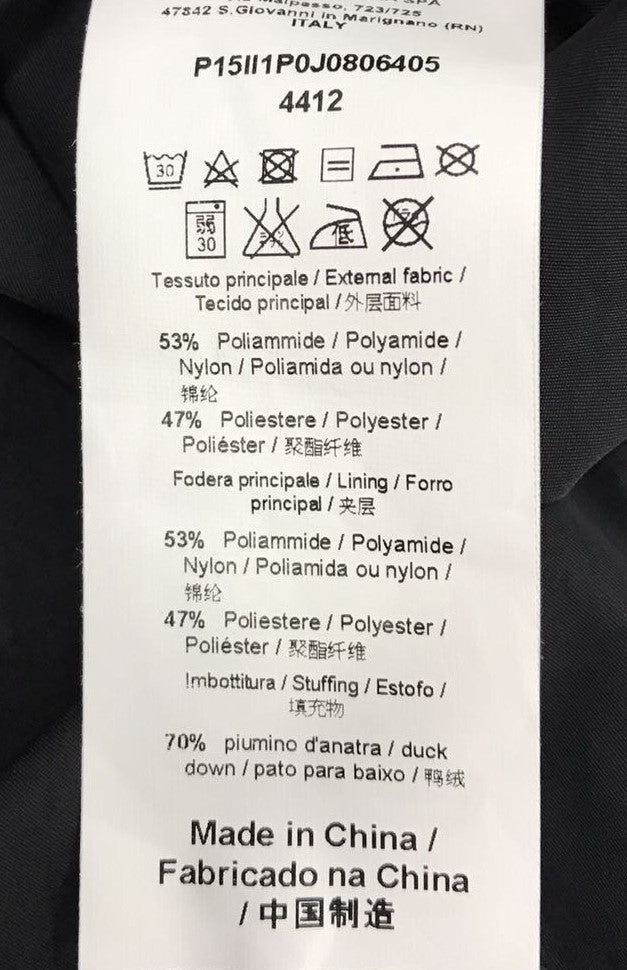 47842 S.Giovanni in Marignano (RN)
ITALY
P15II1P0J0806405
4412
30
弱
30
低
Tessuto principale / External fabric /
Tecido principal / 外层面料
53% Poliammide / Polyamide /
Nylon / Poliamida ou nylon /
锦纶
47% Poliestere / Polyester /
Poliéster / 聚酯纤维
Fodera principale / Lining / Forro
principal / 夹层
53% Poliammide / Polyamide /
Nylon / Poliamida ou nylon /
锦纶
47% Poliestere / Polyester /
Poliéster / 聚酯纤维
Imbottitura / Stuffing / Estofo /
填充物
70% piumino d'anatra / duck
down / pato para baixo / 鸭绒
Made in China /
Fabricado na China
/ 中国制造